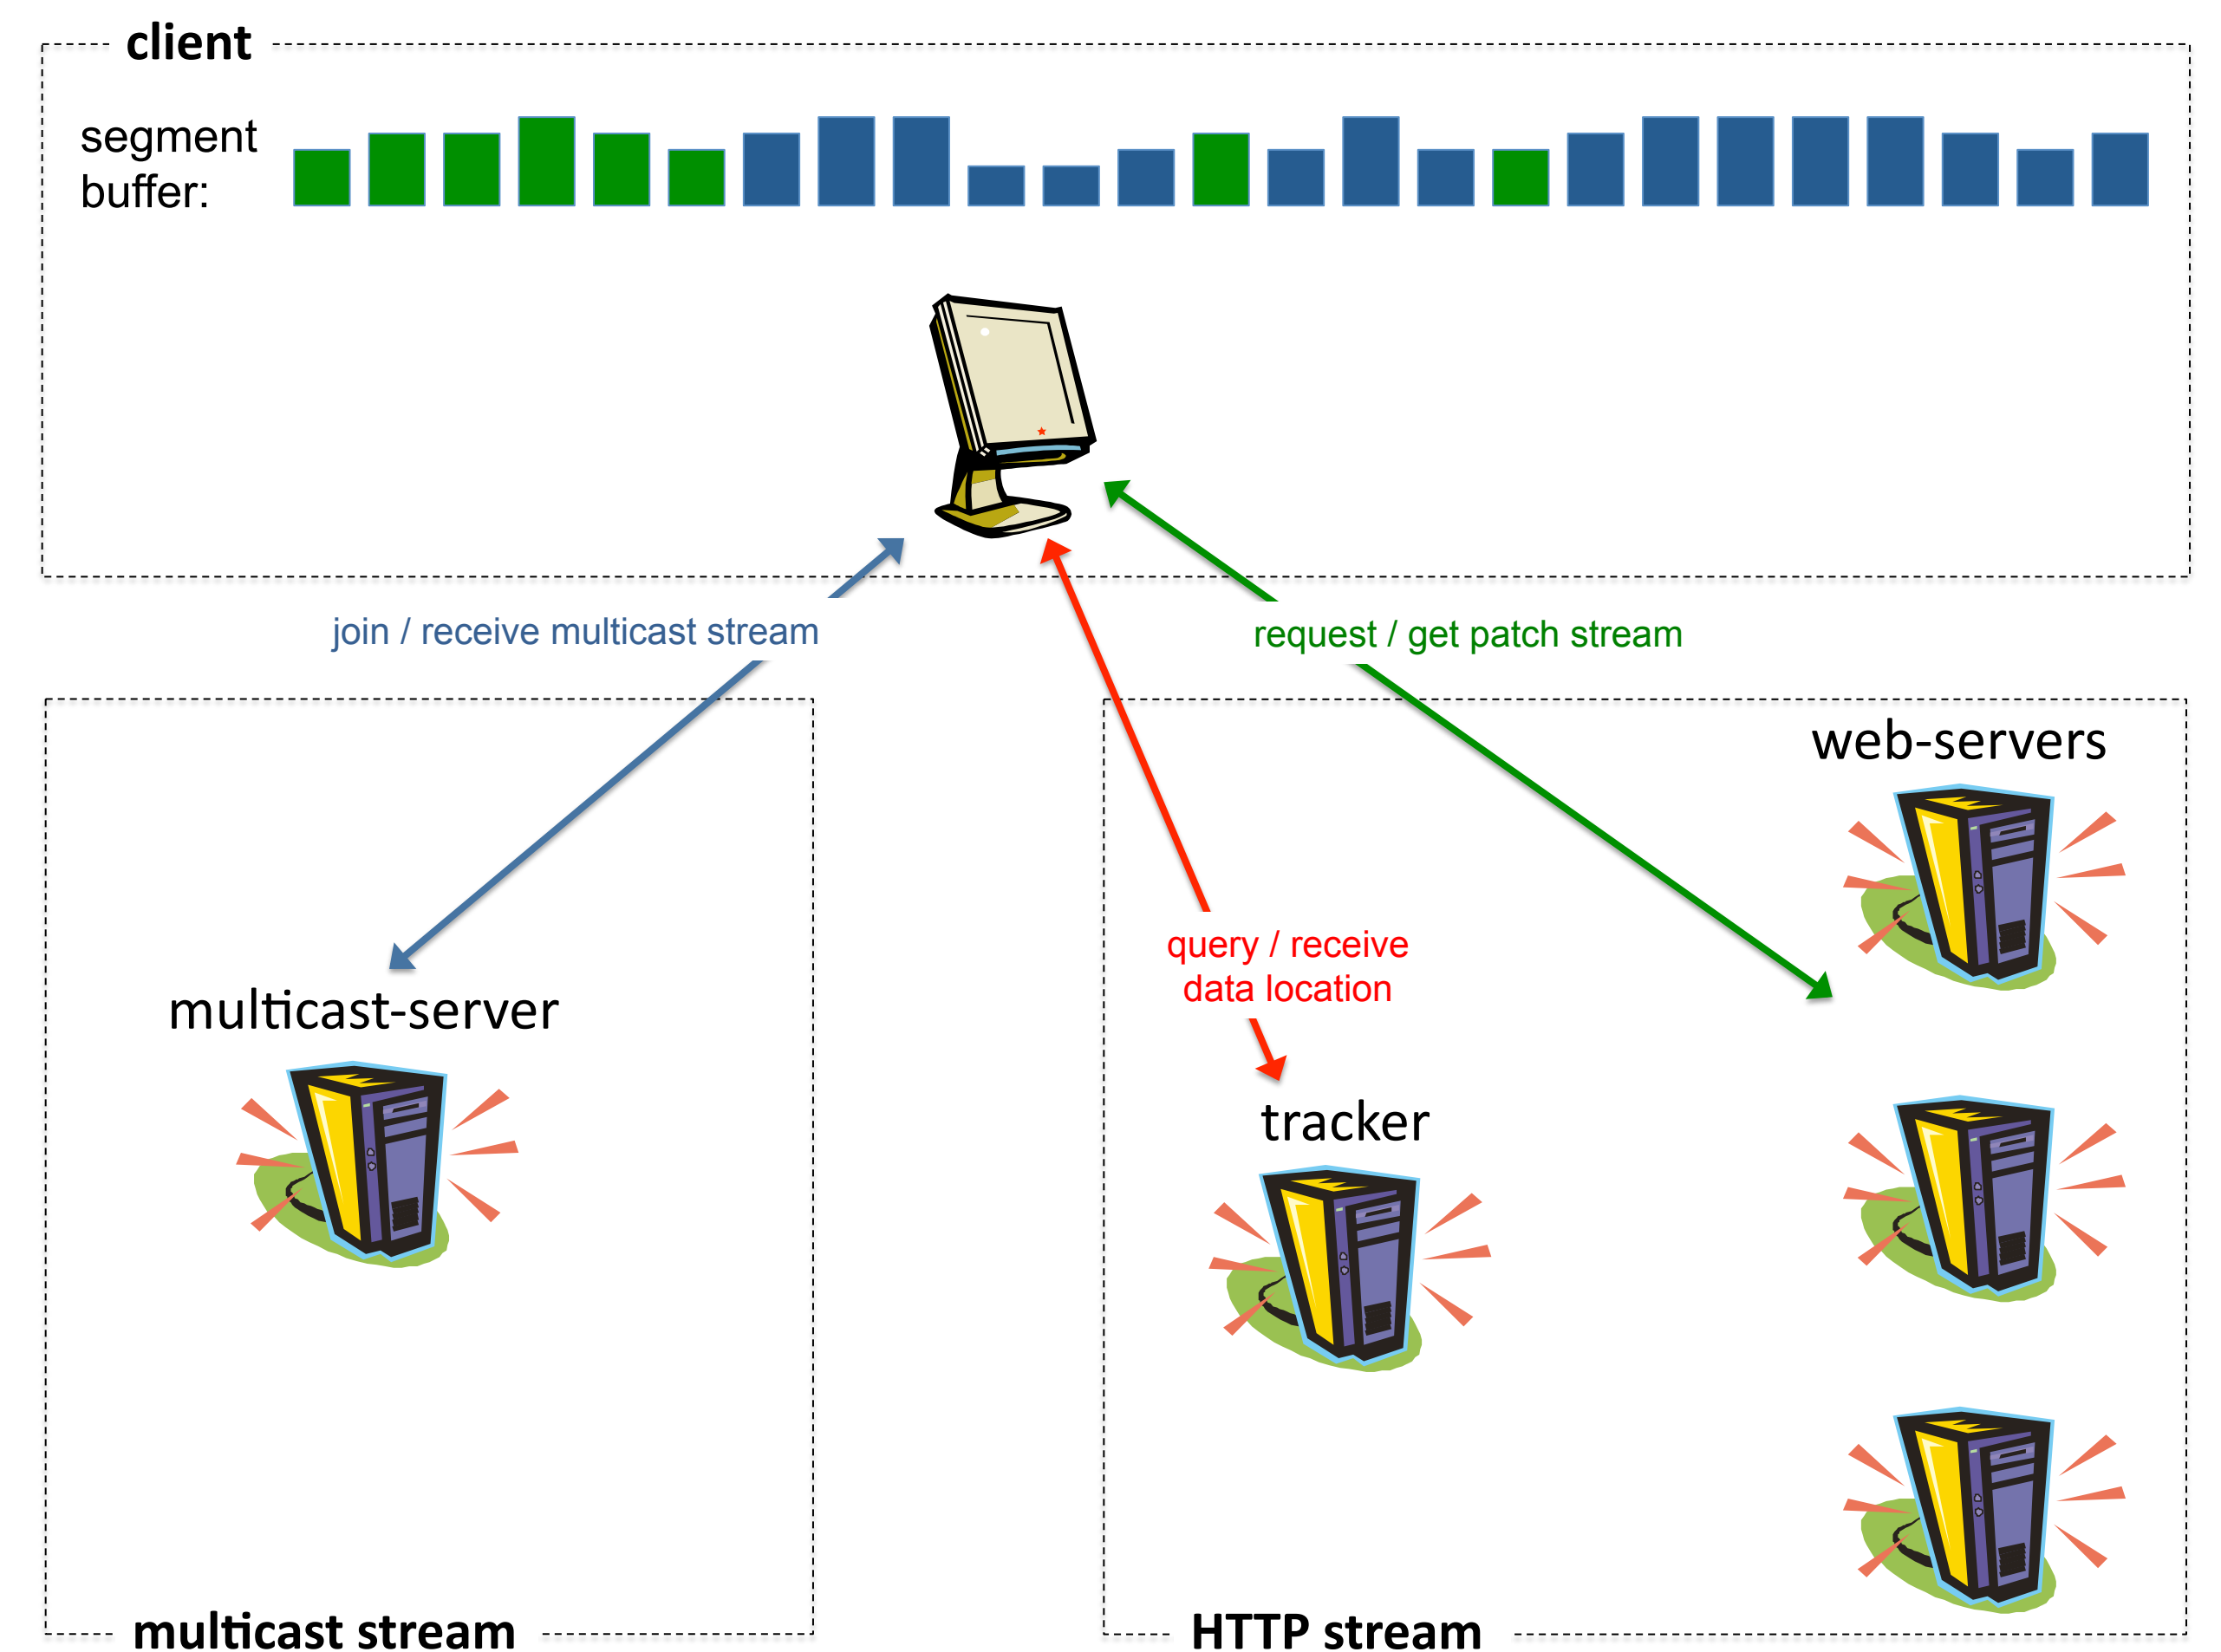 client
segment
buffer:
join / receive multicast stream
request / get patch stream
web-servers
query / receive
data location
multicast-server
tracker
multicast stream
HTTP stream